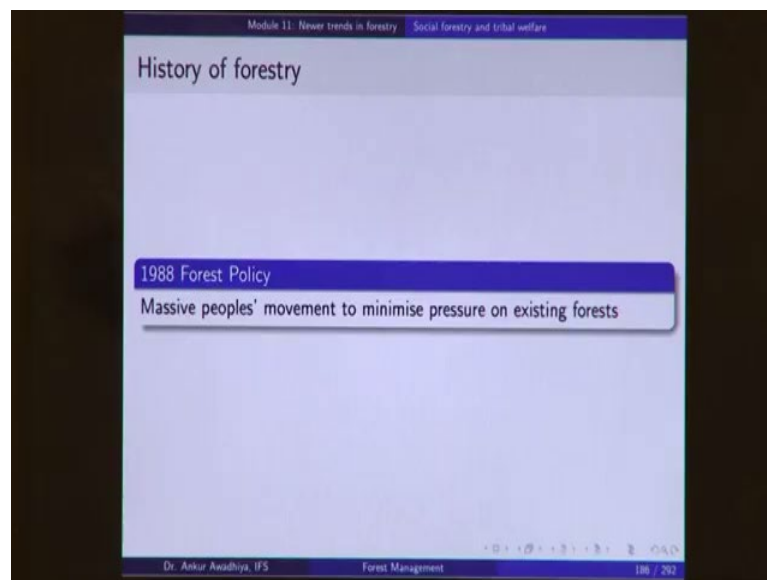 Module 11: Newer trends in forestry Social forestry and tribal welfare
History of forestry
1988 Forest Policy
Massive peoples' movement to minimise pressure on existing forests
Dr. Ankur Awadhiya, IFS Forest Management 186 / 292